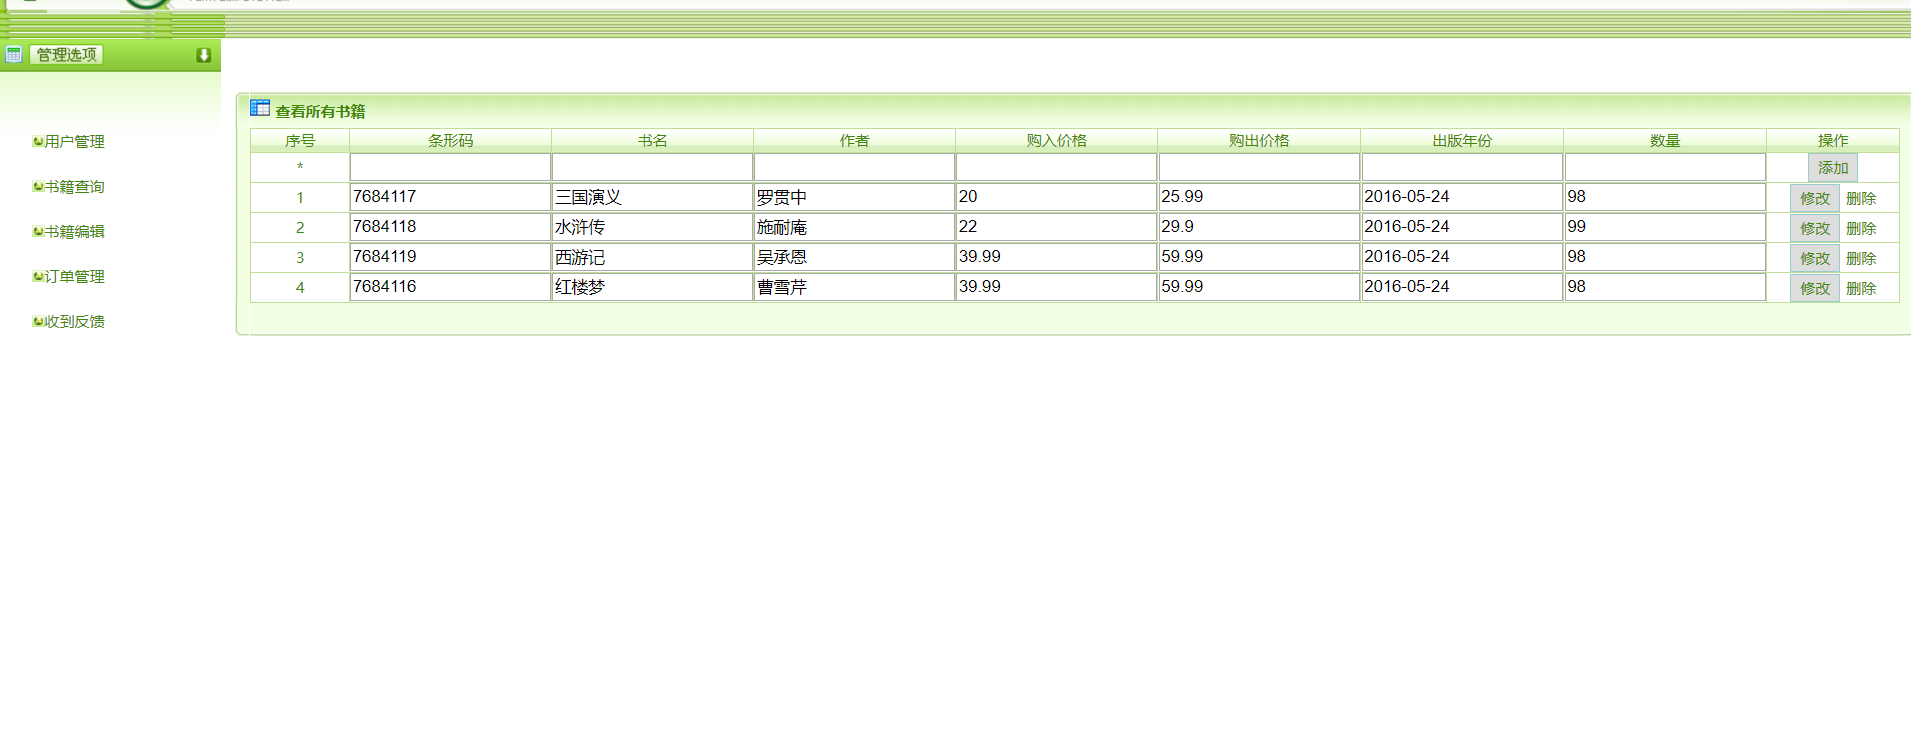 管理选项
用户管理
书籍查询
书籍编辑
订单管理
收到反馈
查看所有书籍
序号 条形码 书名 作者 购入价格 购出价格 出版年份 数量 操作
* 添加
1 7684117 三国演义 罗贯中 20 25.99 2016-05-24 98 修改 删除
2 7684118 水浒传 施耐庵 22 29.9 2016-05-24 99 修改 删除
3 7684119 西游记 吴承恩 39.99 59.99 2016-05-24 98 修改 删除
4 7684116 红楼梦 曹雪芹 39.99 59.99 2016-05-24 98 修改 删除